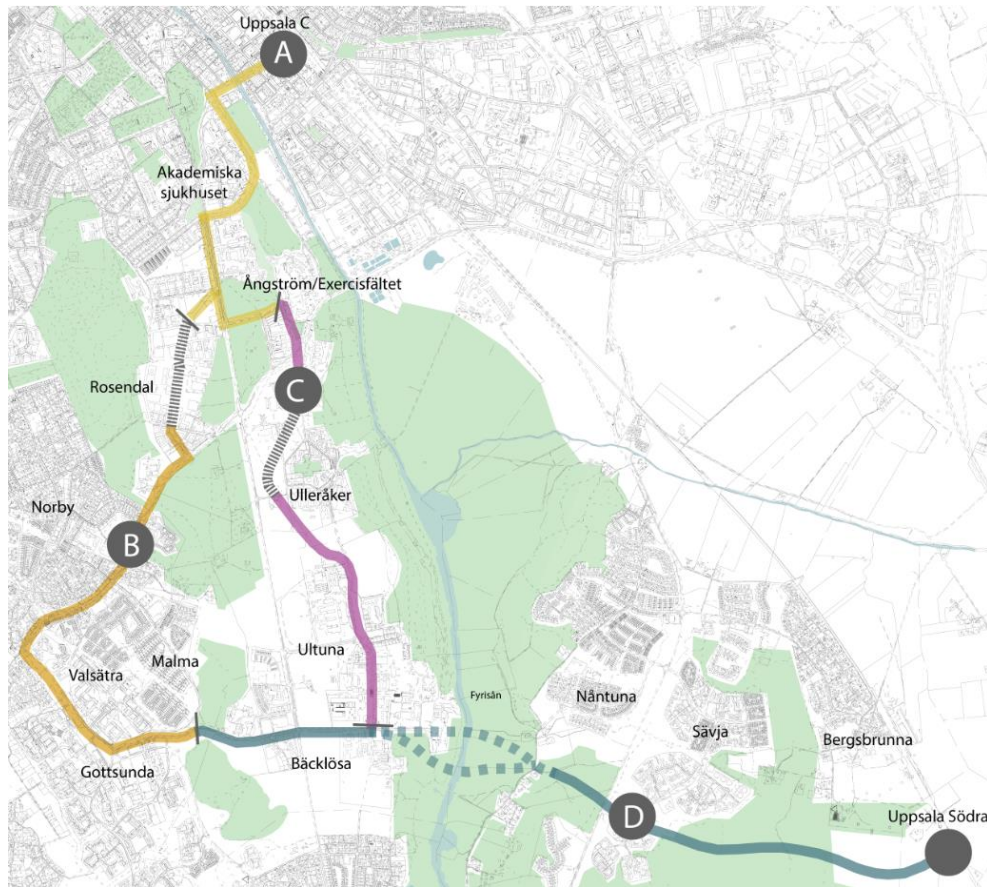 Uppsala C
A
Akademiska
sjukhuset
Ångström/Exercisfältet
Rosendal
C
Ulleråker
Norby
B
Valsätra
Malma
Ultuna
Nåntuna
Fyrisån
Sävja
Bergsbrunna
Gottsunda
Bäcklösa
D
Uppsala Södra